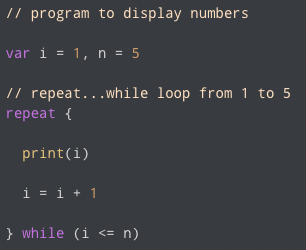 // program to display numbers
var i = 1, n = 5
// repeat...while loop from 1 to 5
repeat {
print(i)
i = i + 1
} while (i <= n)